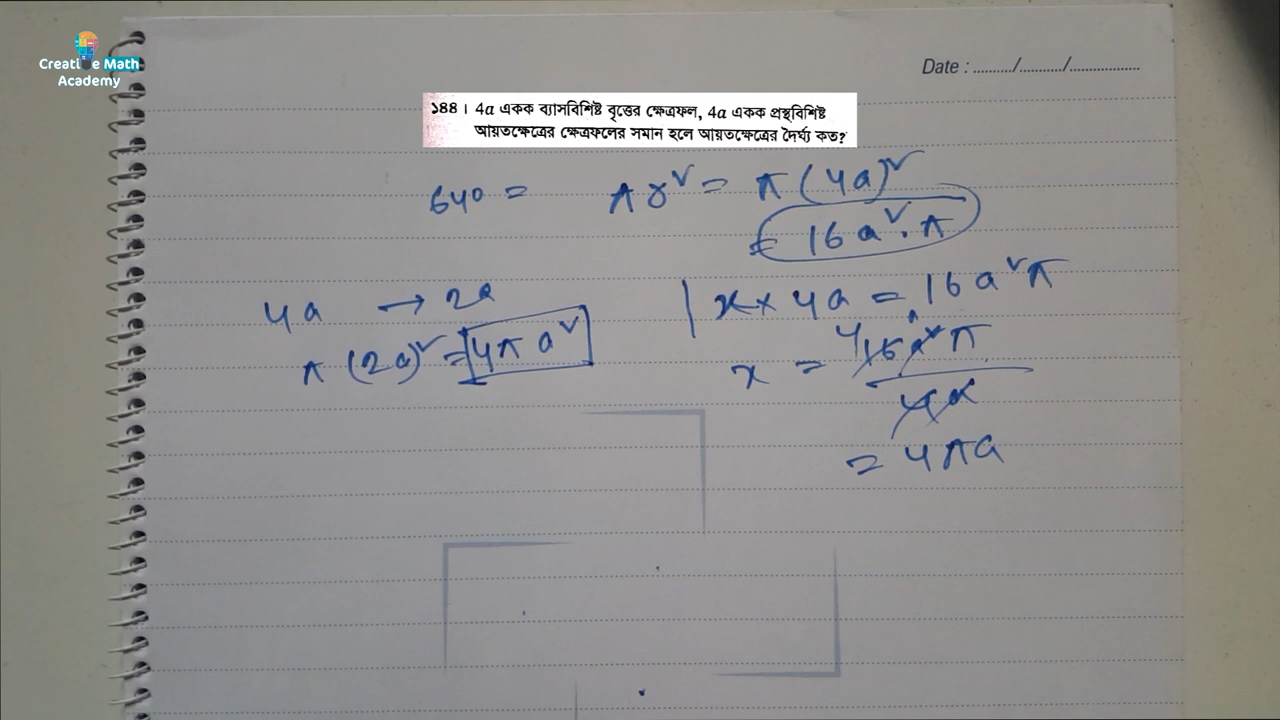 Creative Math
Academy
Date : ........../.........../.................
১৪৪। 4a একক ব্যাসবিশিষ্ট বৃত্তের ক্ষেত্রফল, 4a একক প্রস্থবিশিষ্ট
আয়তক্ষেত্রের ক্ষেত্রফলের সমান হলে আয়তক্ষেত্রের দৈর্ঘ্য কত?
πr² = π(4a)²
= 16a².π
4a → 2a
π(2a)² = 4πa²
x × 4a = 16a²π
x = 16a²π
4a
= 4πa